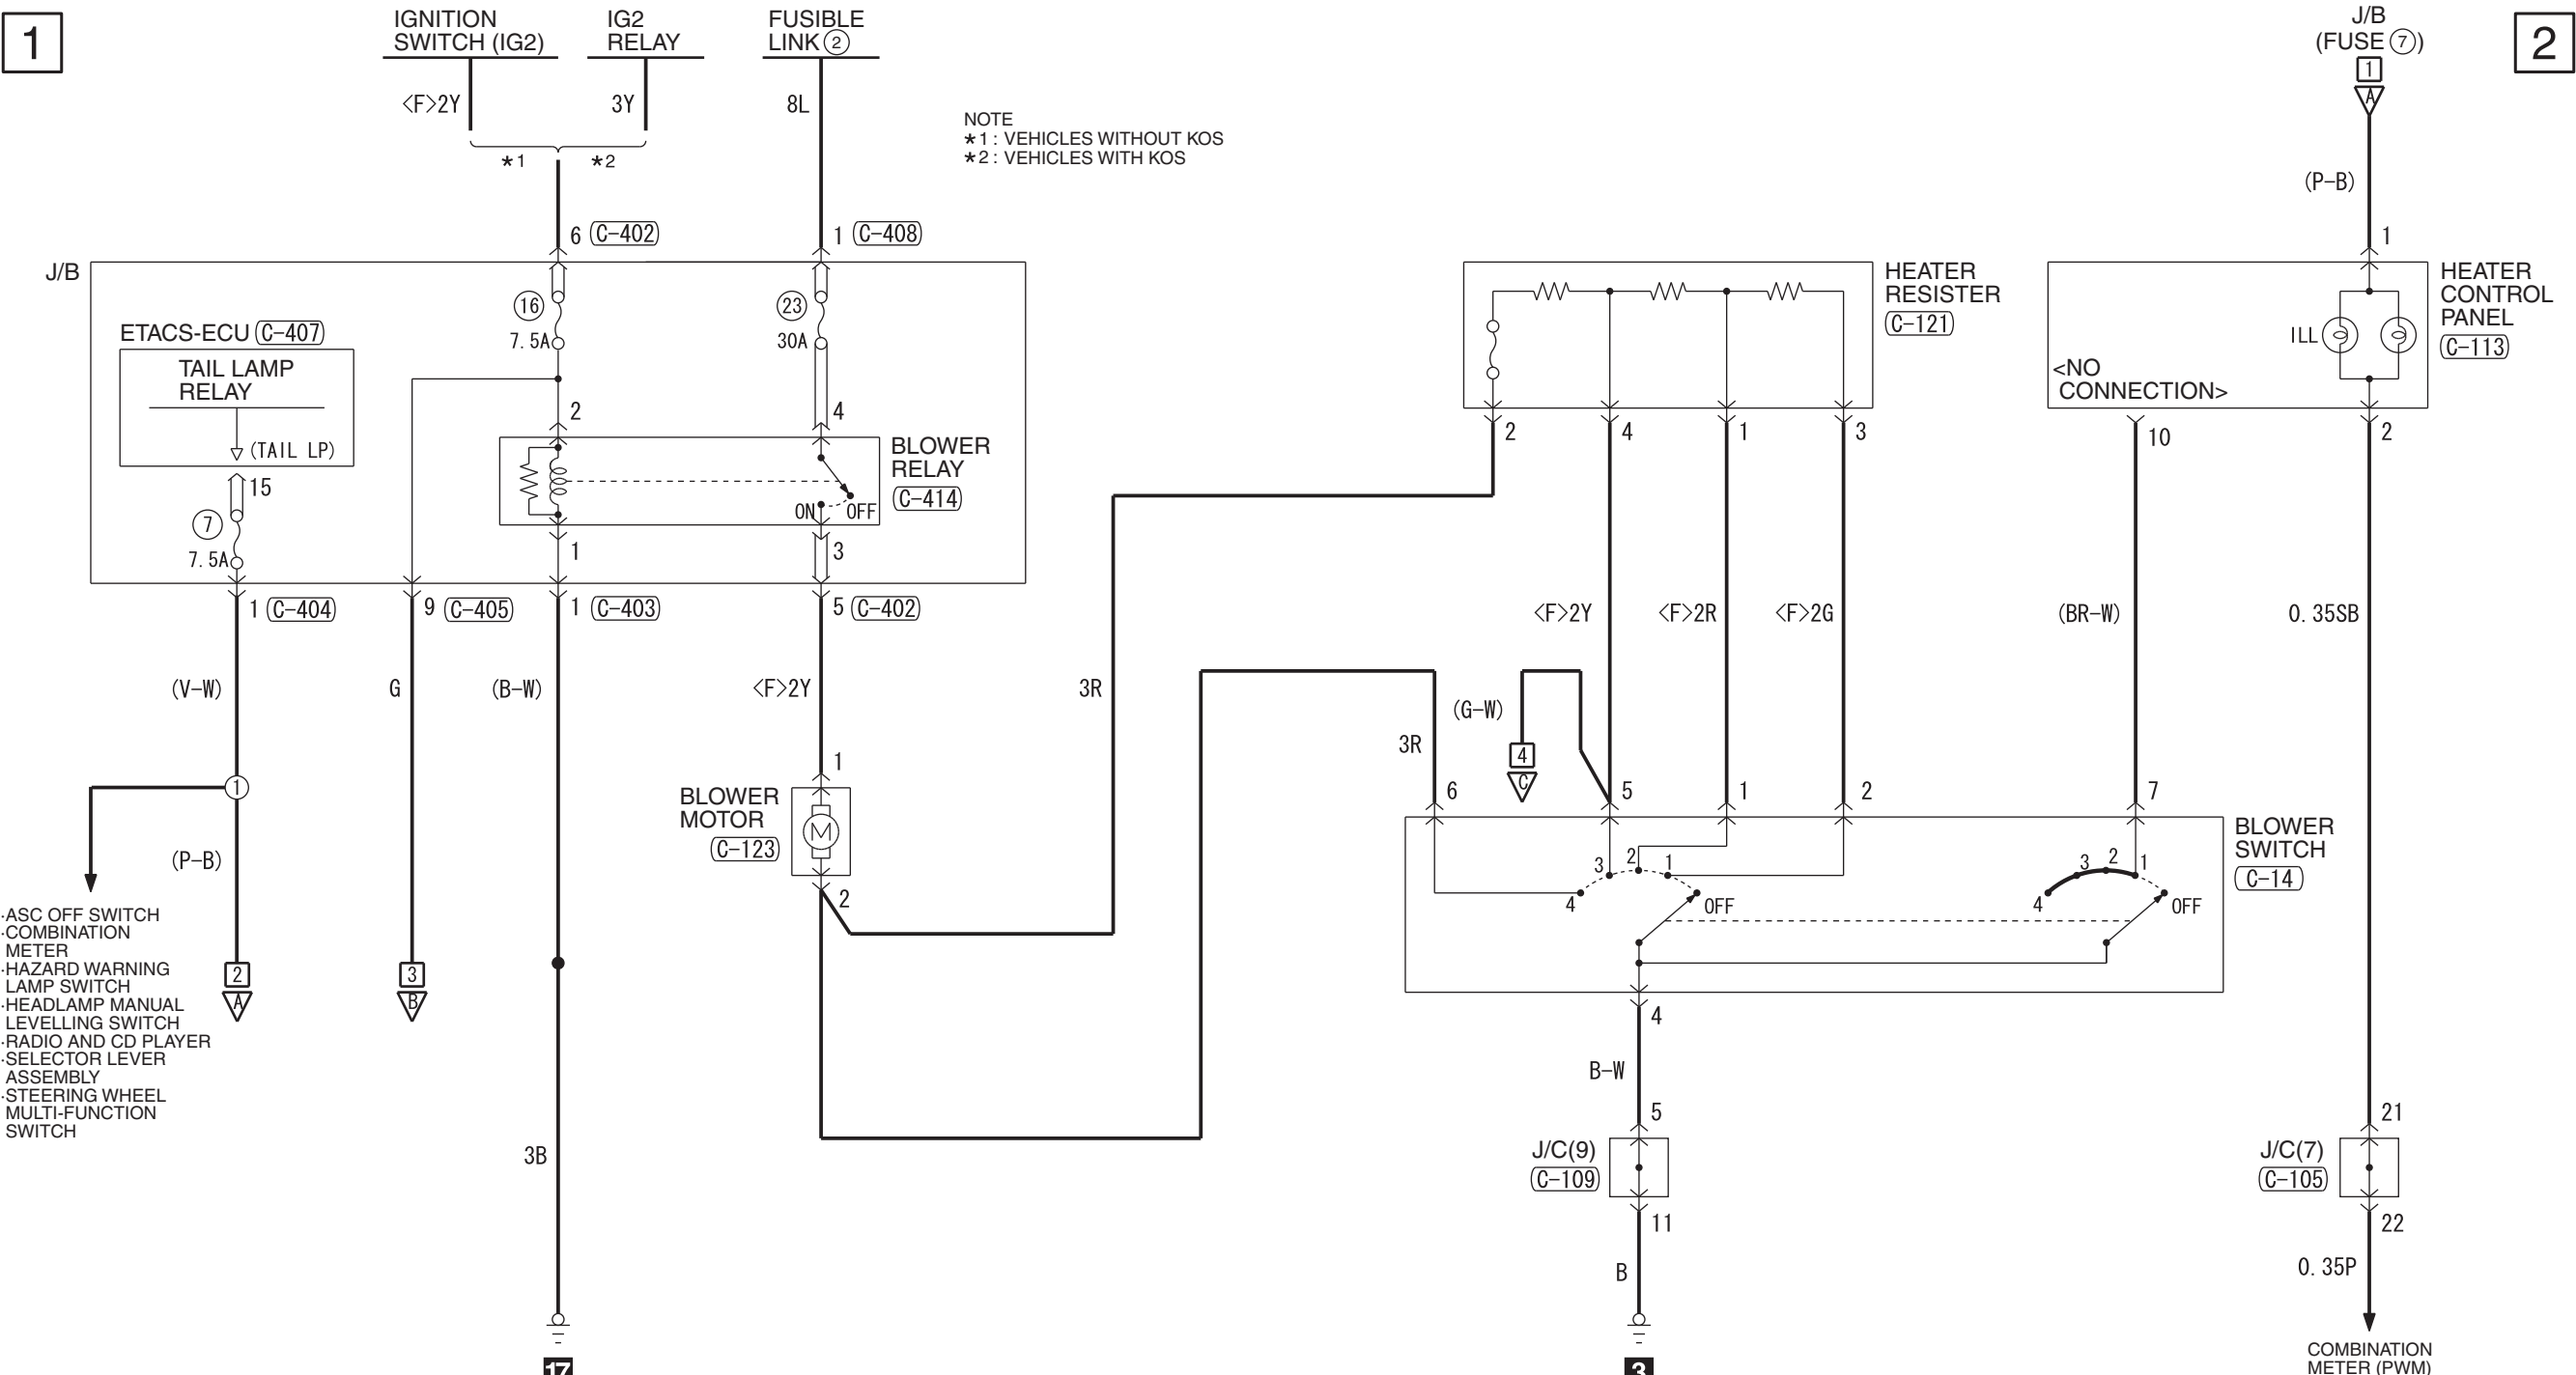 1
IGNITION
SWITCH (IG2)
IG2
RELAY
FUSIBLE
LINK ②
<F>2Y
3Y
8L
*1
*2
NOTE
*1 : VEHICLES WITHOUT KOS
*2 : VEHICLES WITH KOS
6 C-402
1 C-408
J/B
16
7.5A
23
30A
ETACS-ECU C-407
TAIL LAMP
RELAY
(TAIL LP)
15
7
7.5A
2
4
BLOWER
RELAY
C-414
ON OFF
1
3
1 C-404
9 C-405
1 C-403
5 C-402
(V-W)
G
(B-W)
<F>2Y
3R
1
(P-B)
2
A
3
B
·ASC OFF SWITCH
·COMBINATION
METER
·HAZARD WARNING
LAMP SWITCH
·HEADLAMP MANUAL
LEVELLING SWITCH
·RADIO AND CD PLAYER
·SELECTOR LEVER
ASSEMBLY
·STEERING WHEEL
MULTI-FUNCTION
SWITCH
3B
17
1
BLOWER
MOTOR
C-123
M
2
2
J/B
(FUSE ⑦)
1
A
(P-B)
1
HEATER
RESISTER
C-121
2 4 1 3
HEATER
CONTROL
PANEL
C-113
ILL
<NO
CONNECTION>
10
2
<F>2Y
<F>2R
<F>2G
(BR-W)
0.35SB
(G-W)
4
C
3R
6 5 1 2 7
BLOWER
SWITCH
C-14
4 3 2 1 OFF
4 3 2 1 OFF
4
B-W
5
J/C(9)
C-109
11
B
3
21
J/C(7)
C-105
22
0.35P
COMBINATION
METER (PWM)